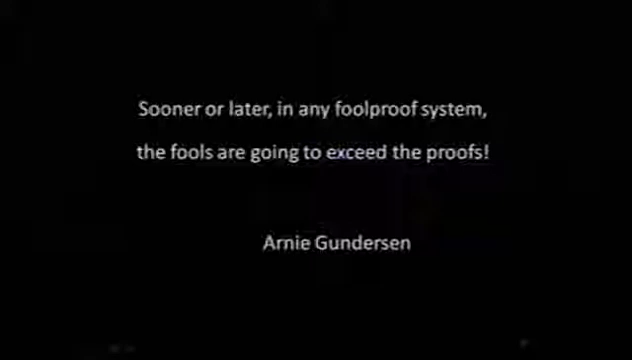 Sooner or later, in any foolproof system,
the fools are going to exceed the proofs!
Arnie Gundersen